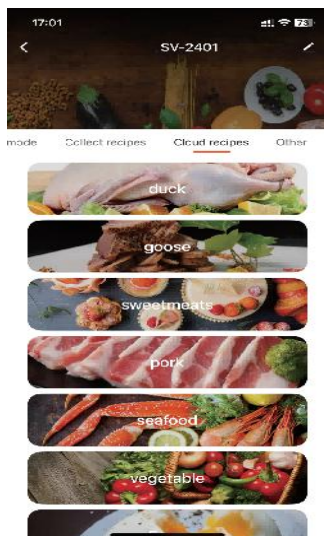 17:01
73
SV-2401
mode Collect recipes Cloud recipes Other
duck
goose
sweetmeats
pork
seafood
vegetable